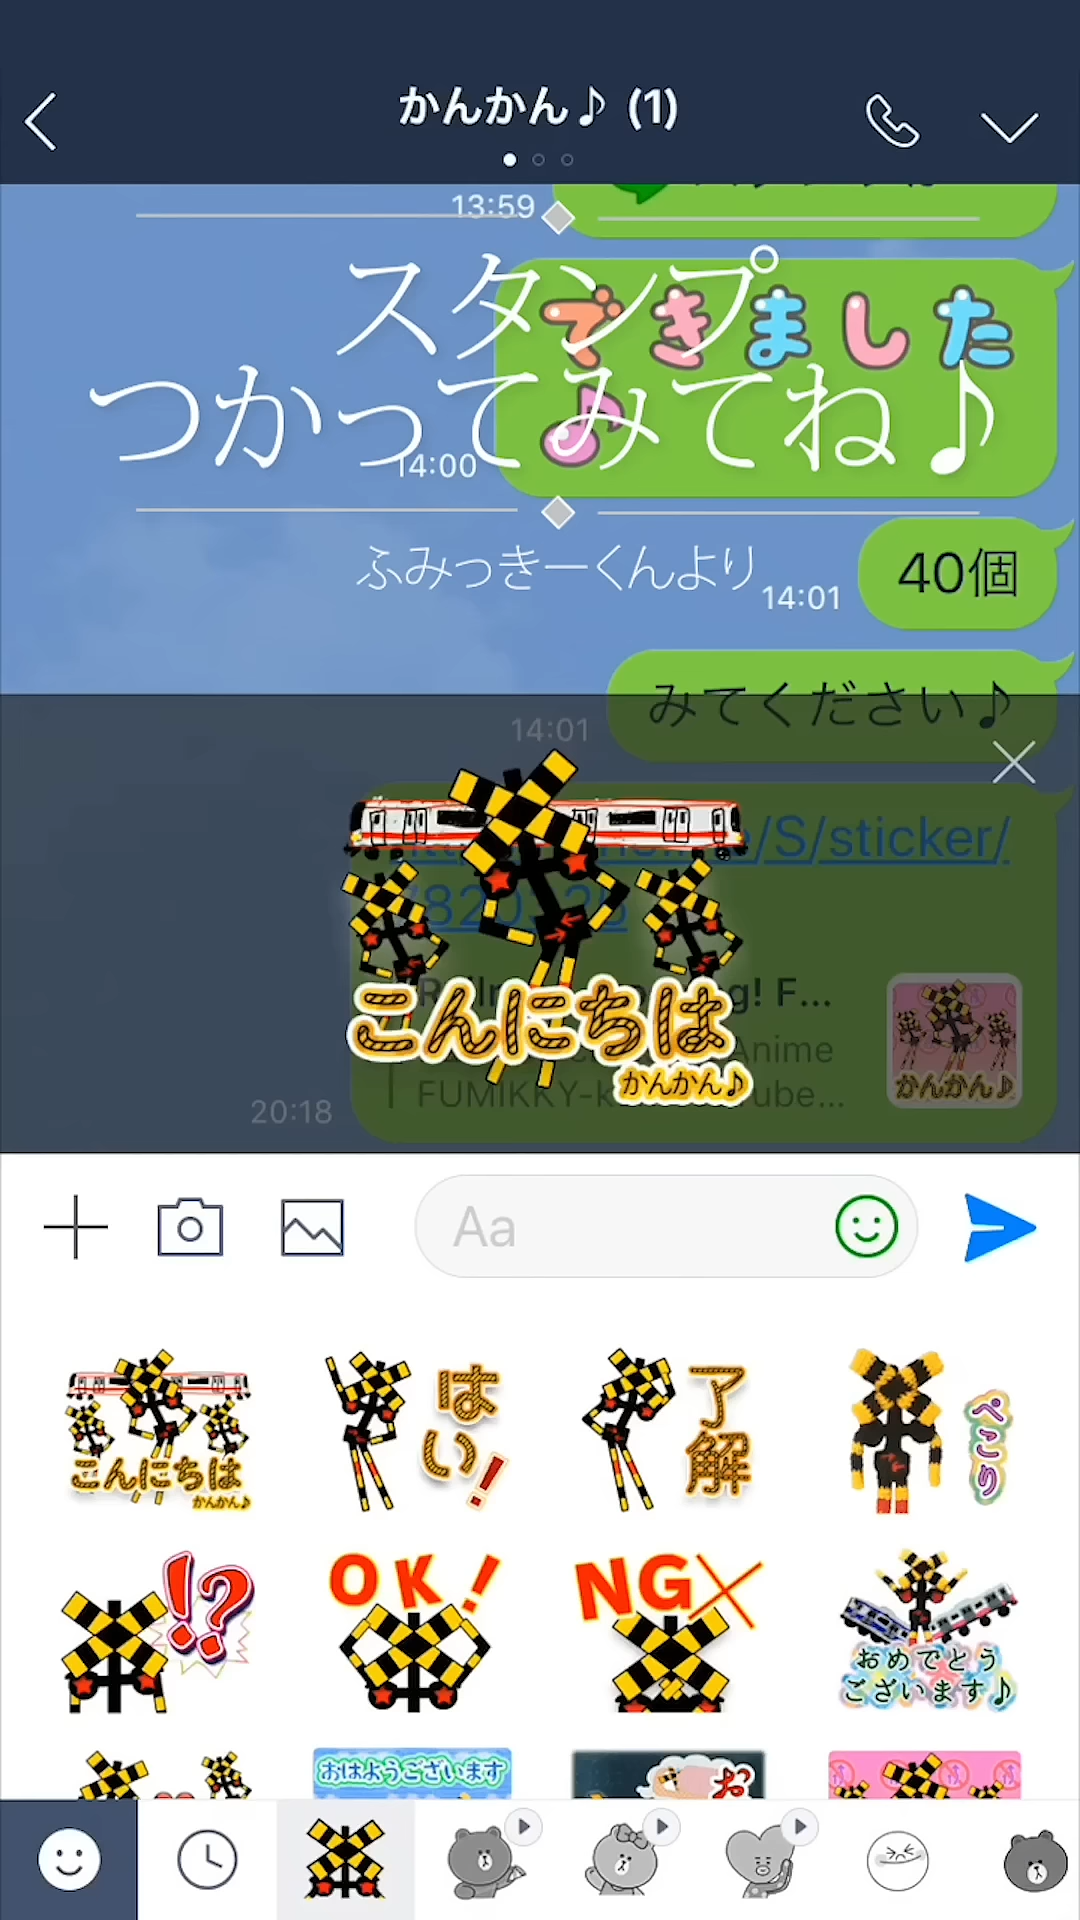 かんかん♪ (1)
13:59
スタンプ
できました
つかってみてね♪
14:00
ふみっきーくんより
40個
14:01
みてください♪
14:01
/S/sticker/
g! F...
Anime
FUMIKKY-k
ube...
かんかん♪
20:18
こんにちは
かんかん♪
Aa
こんにちは
かんかん♪
はい!
了解
ぺこり
!?
OK!
NG
おめでとう
ございます♪
おはようございます
お